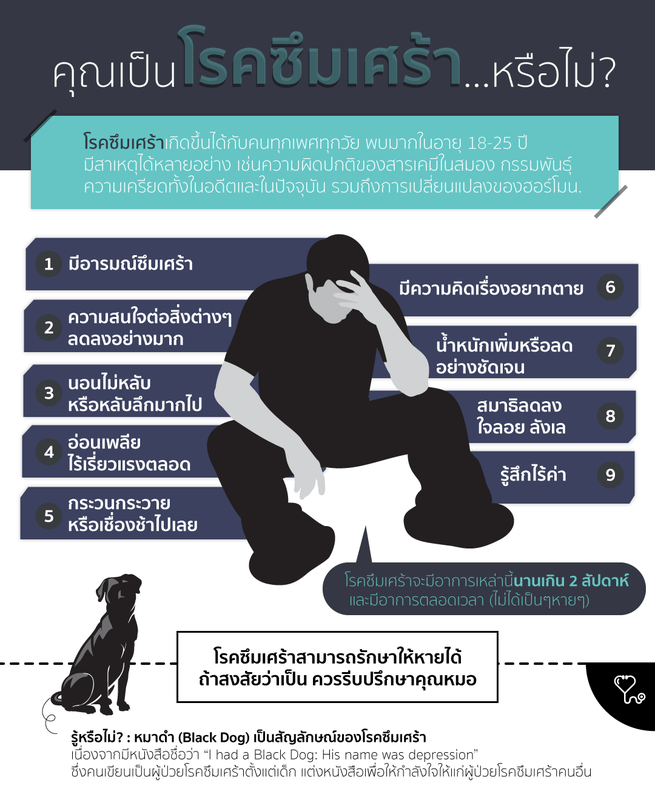 คุณเป็นโรคซึมเศร้า...หรือไม่?
โรคซึมเศร้าเกิดขึ้นได้กับคนทุกเพศทุกวัย พบมากในอายุ 18-25 ปี
มีสาเหตุได้หลายอย่าง เช่นความผิดปกติของสารเคมีในสมอง กรรมพันธุ์
ความเครียดทั้งในอดีตและในปัจจุบัน รวมถึงการเปลี่ยนแปลงของฮอร์โมน.
1 มีอารมณ์ซึมเศร้า
2 ความสนใจต่อสิ่งต่างๆ
ลดลงอย่างมาก
3 นอนไม่หลับ
หรือหลับลึกมากไป
4 อ่อนเพลีย
ไร้เรี่ยวแรงตลอด
5 กระวนกระวาย
หรือเชื่องช้าไปเลย
มีความคิดเรื่องอยากตาย 6
น้ำหนักเพิ่มหรือลด
อย่างชัดเจน 7
สมาธิลดลง
ใจลอย ลังเล 8
รู้สึกไร้ค่า 9
โรคซึมเศร้าจะมีอาการเหล่านี้นานเกิน 2 สัปดาห์
และมีอาการตลอดเวลา (ไม่ได้เป็นๆหายๆ)
โรคซึมเศร้าสามารถรักษาให้หายได้
ถ้าสงสัยว่าเป็น ควรรีบปรึกษาคุณหมอ
รู้หรือไม่? : หมาดำ (Black Dog) เป็นสัญลักษณ์ของโรคซึมเศร้า
เนื่องจากมีหนังสือชื่อว่า “I had a Black Dog: His name was depression”
ซึ่งคนเขียนเป็นผู้ป่วยโรคซึมเศร้าตั้งแต่เด็ก แต่งหนังสือเพื่อให้กำลังใจให้แก่ผู้ป่วยโรคซึมเศร้าคนอื่น